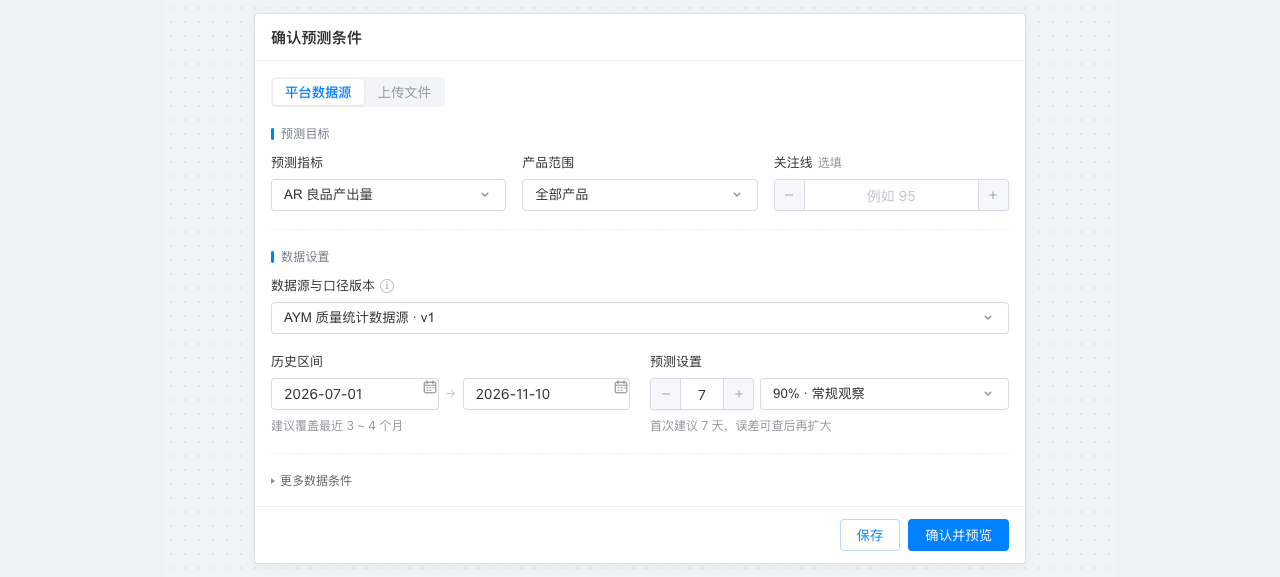 确认预测条件
平台数据源 上传文件
预测目标
预测指标 产品范围 关注线 选填
AR 良品产出量 全部产品 − 例如 95 +
数据设置
数据源与口径版本
AYM 质量统计数据源 · v1
历史区间 预测设置
2026-07-01 → 2026-11-10 − 7 + 90% · 常规观察
建议覆盖最近 3 ~ 4 个月 首次建议 7 天，误差可查后再扩大
更多数据条件
保存 确认并预览